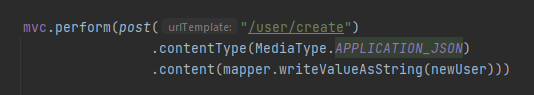 mvc.perform(post( urlTemplate: "/user/create")
.contentType(MediaType.APPLICATION_JSON)
.content(mapper.writeValueAsString(newUser)))